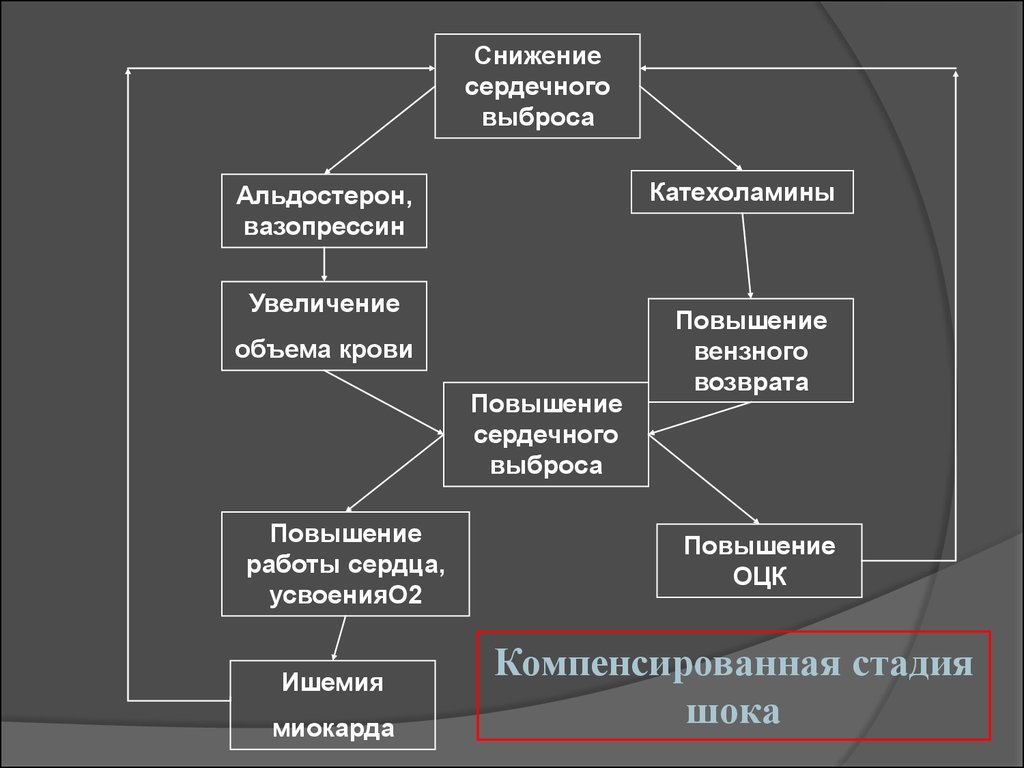 Снижение
сердечного
выброса
Альдостерон,
вазопрессин
Катехоламины
Увеличение
объема крови
Повышение
вензного
возврата
Повышение
сердечного
выброса
Повышение
работы сердца,
усвоенияО2
Повышение
ОЦК
Ишемия
миокарда
Компенсированная стадия
шока